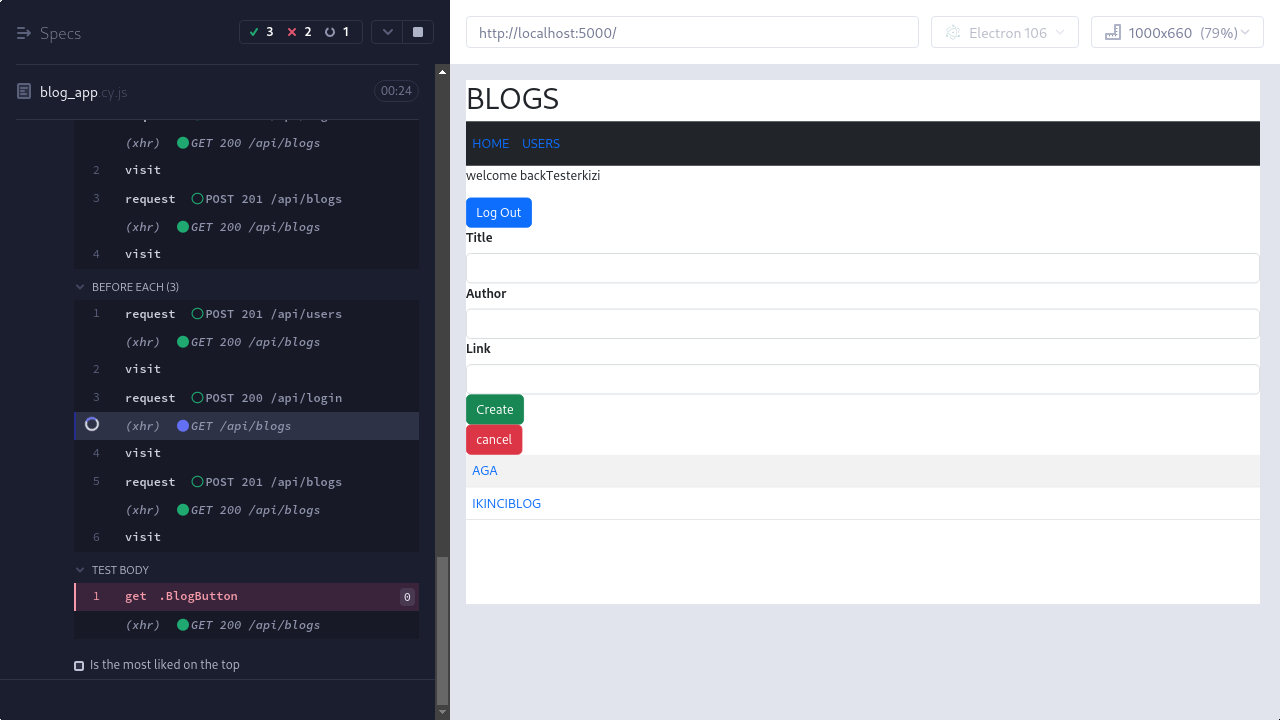 Specs
3 2 1
blog_app.cy.js
00:24
(xhr) GET 200 /api/blogs
2 visit
3 request POST 201 /api/blogs
(xhr) GET 200 /api/blogs
4 visit
BEFORE EACH (3)
1 request POST 201 /api/users
(xhr) GET 200 /api/blogs
2 visit
3 request POST 200 /api/login
(xhr) GET /api/blogs
4 visit
5 request POST 201 /api/blogs
(xhr) GET 200 /api/blogs
6 visit
TEST BODY
1 get .BlogButton 0
(xhr) GET 200 /api/blogs
Is the most liked on the top
http://localhost:5000/
Electron 106
1000x660 (79%)
BLOGS
HOME USERS
welcome backTesterkizi
Log Out
Title
Author
Link
Create
cancel
AGA
IKINCIBLOG